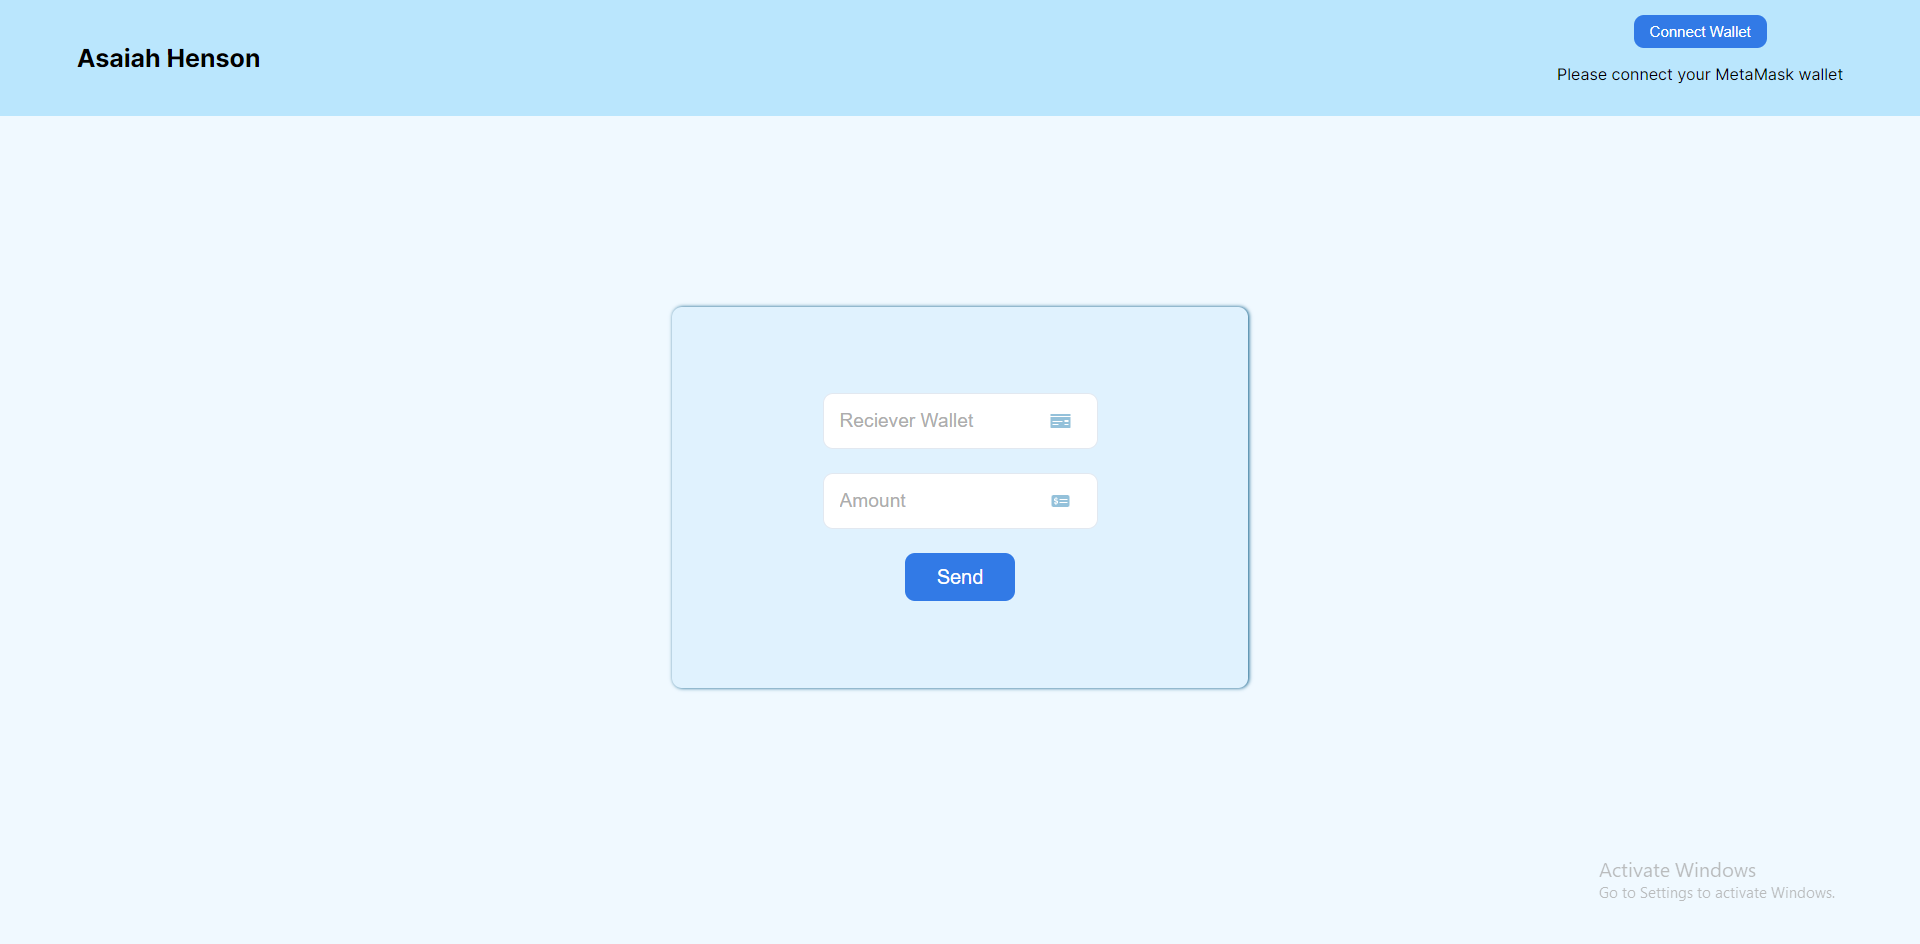 Asaiah Henson
Connect Wallet
Please connect your MetaMask wallet
Reciever Wallet
Amount
Send
Activate Windows
Go to Settings to activate Windows.